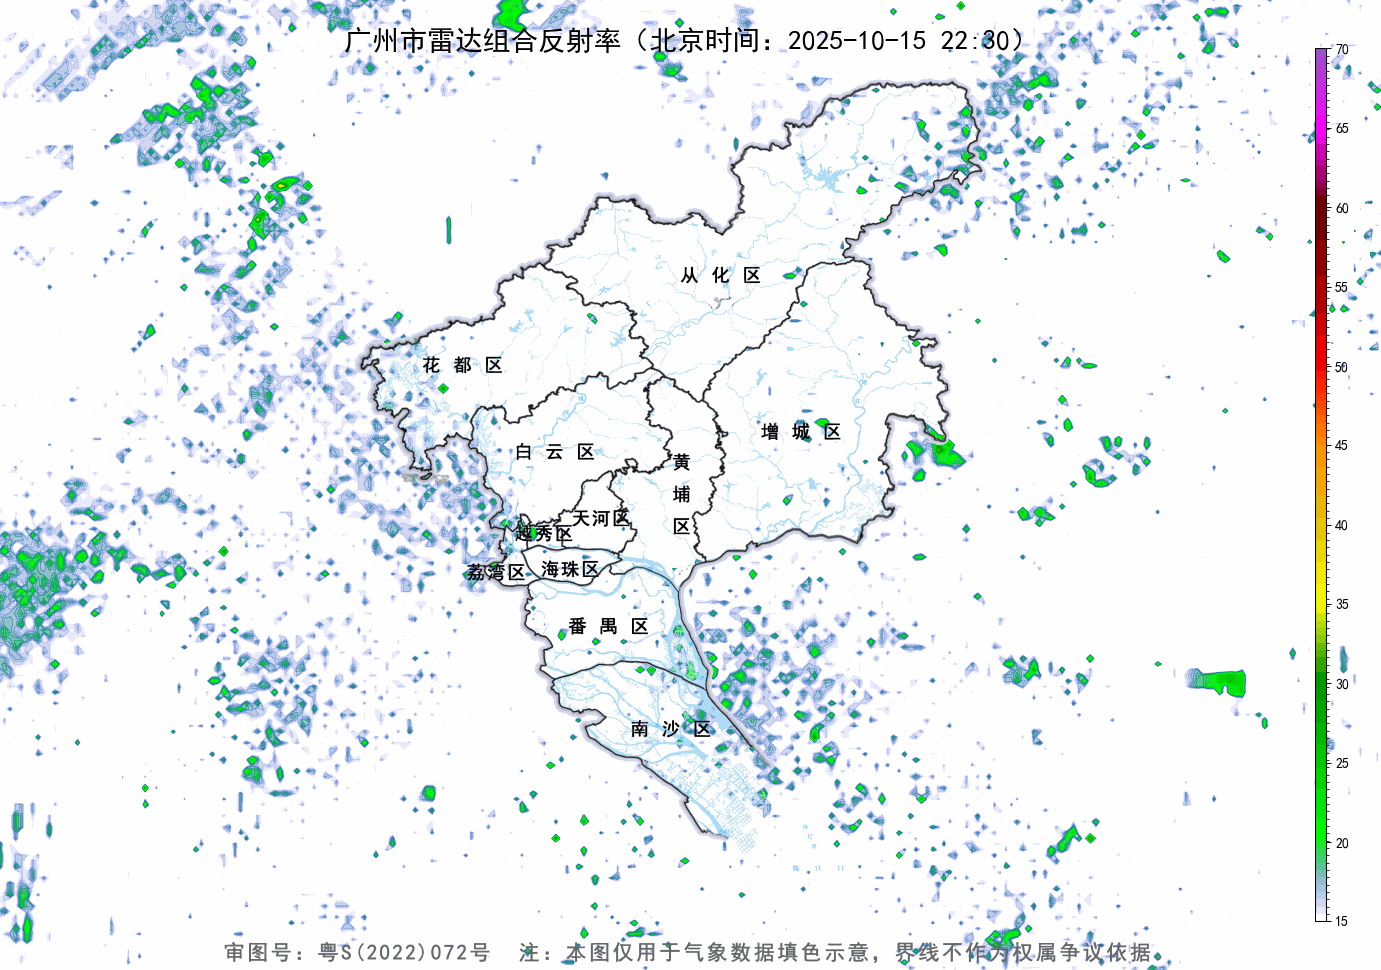 广州市雷达组合反射率（北京时间：2025-10-15 22:30）
70
65
60
55
50
45
40
35
30
25
20
15
从化区
花都区
增城区
白云区
黄埔区
天河区
越秀区
荔湾区
海珠区
番禺区
南沙区
审图号：粤S(2022)072号 注：本图仅用于气象数据填色示意，界线不作为权属争议依据。